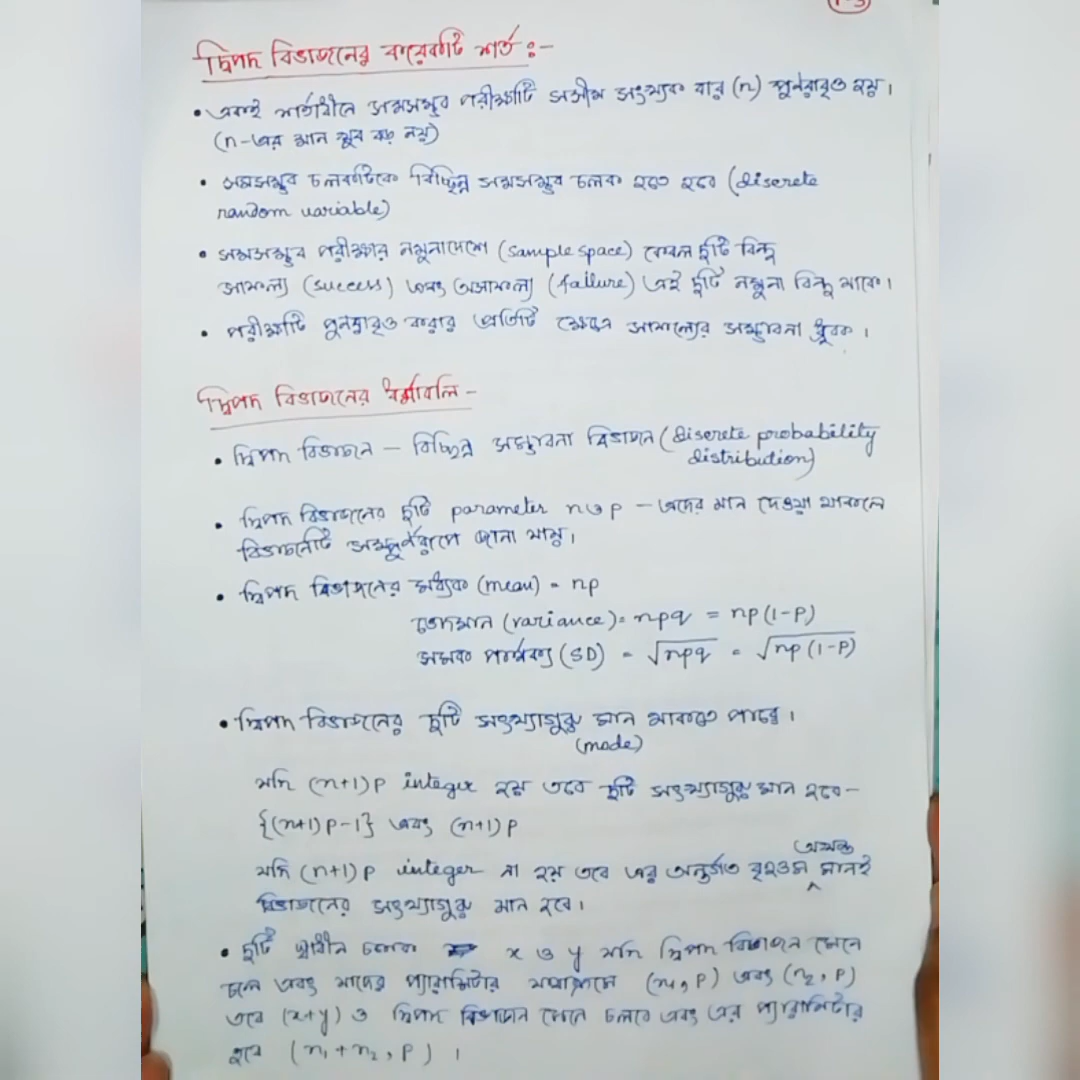 দ্বিপদ বিভাজনের কয়েকটি শর্ত :-
• একই শর্তাধীনে সমসম্ভব পরীক্ষাটি সসীম সংখ্যক বার (n) পুনরাবৃত্ত হয়।
(n-এর মান খুব বড় নয়)
• সমসম্ভব চলকটিকে বিচ্ছিন্ন সমসম্ভব চলক হতে হবে (discrete
random variable)
• সমসম্ভব পরীক্ষার নমুনাদেশে (sample space) কেবল দুটি বিন্দু
সাফল্য (success) এবং অসাফল্য (failure) এই দুটি নমুনা বিন্দু থাকে।
• পরীক্ষাটি পুনরাবৃত্ত করার প্রতিটি ক্ষেত্রে সাফল্যের সম্ভাবনা ধ্রুবক।
দ্বিপদ বিভাজনের ধর্মাবলি -
• দ্বিপদ বিভাজন – বিচ্ছিন্ন সম্ভাবনা বিভাজন (discrete probability
distribution)
• দ্বিপদ বিভাজনের দুটি parameter n ও p – এদের মান দেওয়া থাকলে
বিভাজনটি সম্পূর্ণরূপে জানা যায়।
• দ্বিপদ বিভাজনের মধ্যক (mean) = np
ভেদমান (variance) = npq = np(1-P)
সমক পার্থক্য (SD) = √npq = √np(1-P)
• দ্বিপদ বিভাজনের দুটি সংখ্যাগুরু মান থাকতে পারে।
(mode)
যদি (n+1)P integer হয় তবে দুটি সংখ্যাগুরু মান হবে–
{(n+1)P-1} এবং (n+1)P
অখন্ড
যদি (n+1)P integer না হয় তবে এর অন্তর্গত বৃহত্তম ^ মানই
বিভাজনের সংখ্যাগুরু মান হবে।
• দুটি স্বাধীন চলক x ও y যদি দ্বিপদ বিভাজন মেনে
চলে এবং যাদের প্যারামিটার যথাক্রমে (n₁, P) এবং (n₂, P)
তবে (x+y) ও দ্বিপদ বিভাজন মেনে চলবে এবং এর প্যারামিটার
হবে (n₁ + n₂, P) ।